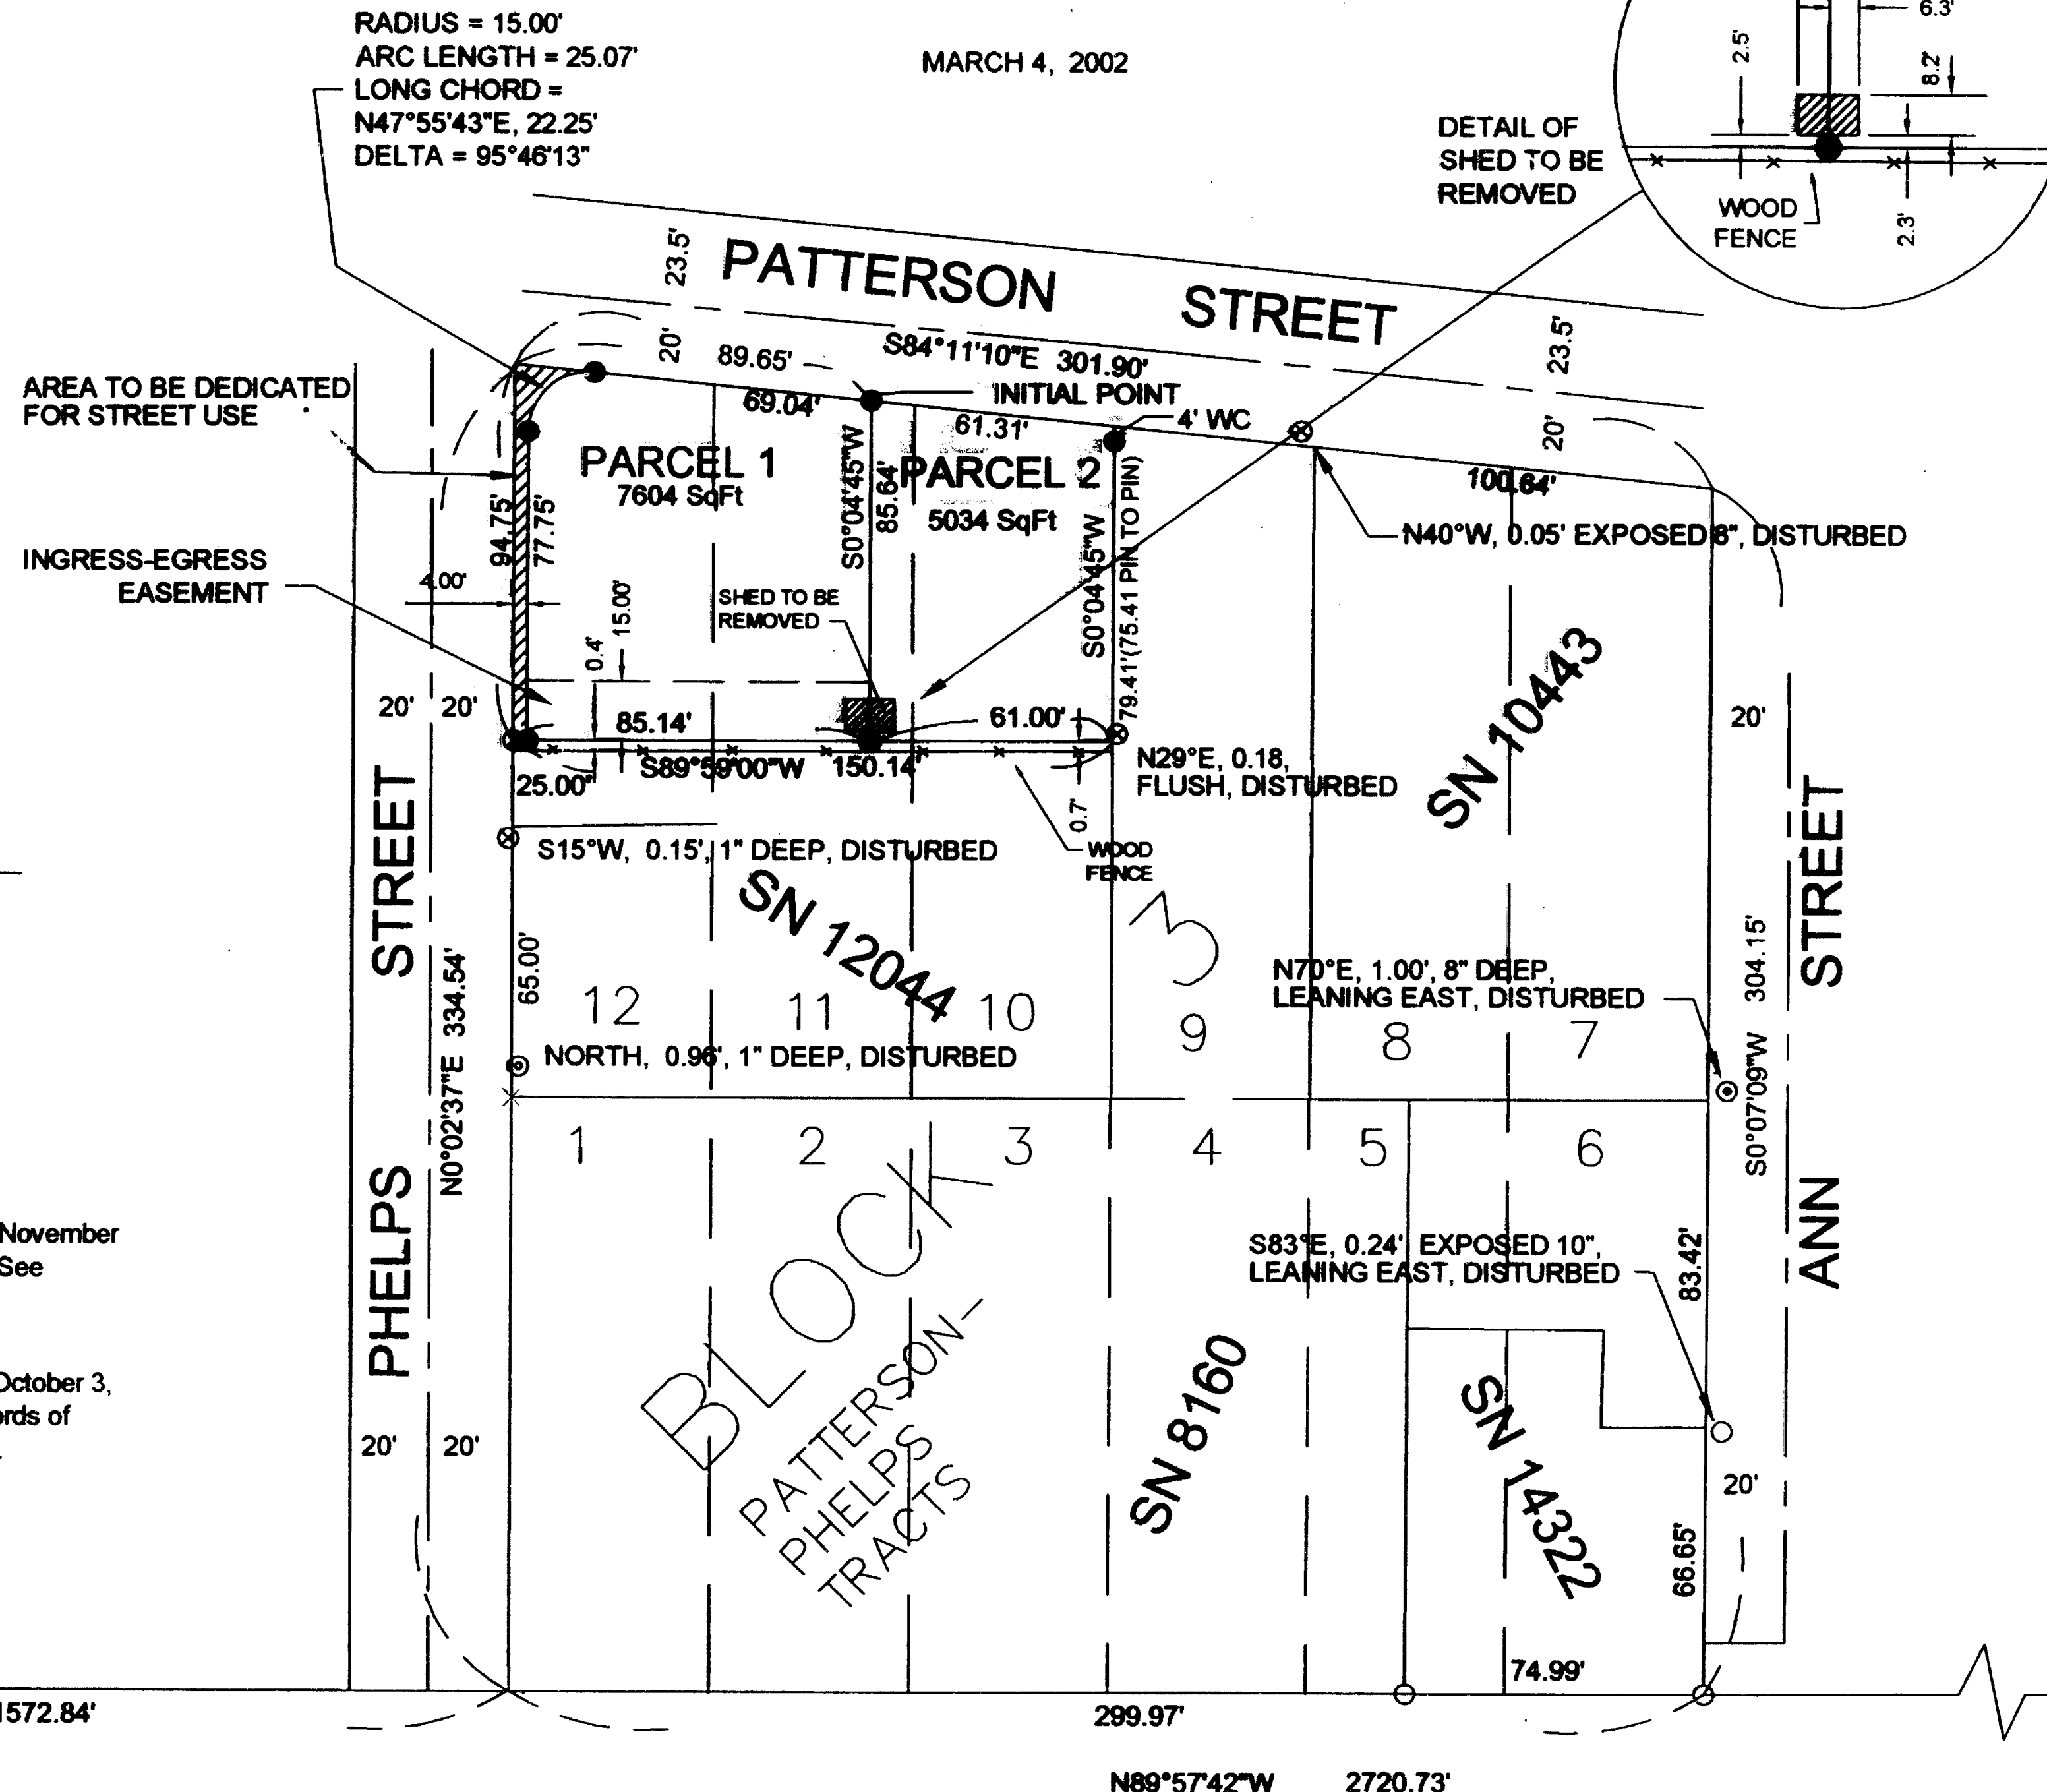 RADIUS = 15.00'
ARC LENGTH = 25.07'
LONG CHORD =
N47°55'43"E, 22.25'
DELTA = 95°46'13"
MARCH 4, 2002
6.3'
2.5'
8.2'
DETAIL OF
SHED TO BE
REMOVED
WOOD
FENCE
2.3'
23.5'
PATTERSON STREET
23.5'
20'
89.65'
S84°11'10"E 301.90'
INITIAL POINT
69.04'
61.31'
4' WC
20'
AREA TO BE DEDICATED
FOR STREET USE
PARCEL 1
7604 SqFt
S0°04'45"W
85.64'
PARCEL 2
5034 SqFt
100.64'
N40°W, 0.05' EXPOSED 8", DISTURBED
94.75'
77.75'
S0°04'45"W
79.41'(75.41 PIN TO PIN)
INGRESS-EGRESS
EASEMENT
4.00'
0.4'
15.00'
SHED TO BE
REMOVED
SN 10443
20'
20'
85.14'
61.00'
20'
25.00'
S89°59'00"W 150.14'
N29°E, 0.18,
FLUSH, DISTURBED
0.7'
S15°W, 0.15', 1" DEEP, DISTURBED
WOOD
FENCE
PHELPS STREET
ANN STREET
SN 12044
3
65.00'
N0°02'37"E 334.54'
N70°E, 1.00', 8" DEEP,
LEANING EAST, DISTURBED
S0°07'09"W 304.15'
12
11
10
9
8
7
NORTH, 0.96', 1" DEEP, DISTURBED
1
2
3
4
5
6
BLOCK
PATTERSON-
PHELPS
TRACTS
November
See
S83°E, 0.24' EXPOSED 10",
LEANING EAST, DISTURBED
83.42'
October 3,
ords of
20'
20'
SN 8160
SN 14322
20'
66.65'
74.99'
1572.84'
299.97'
N89°57'42"W 2720.73'